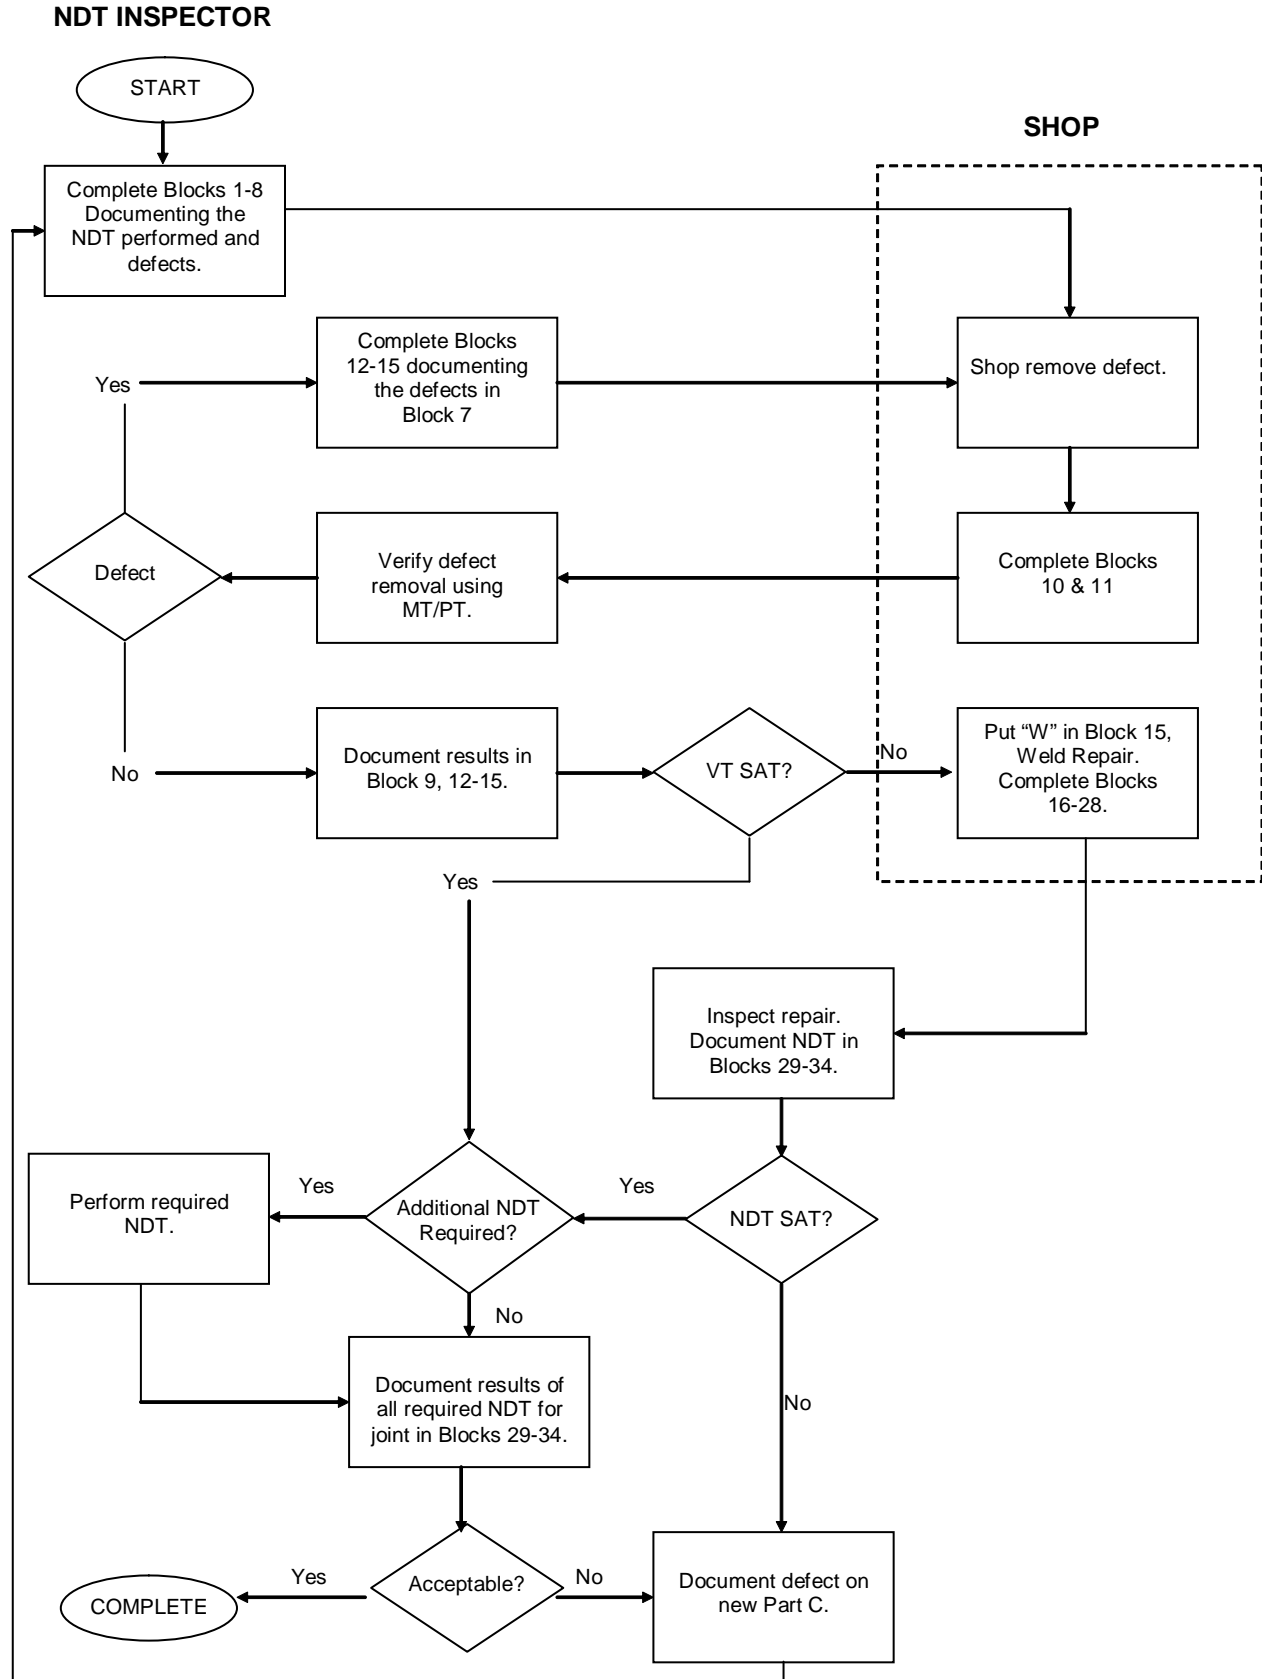 NDT INSPECTOR
START
SHOP
Complete Blocks 1-8
Documenting the
NDT performed and
defects.
Complete Blocks
12-15 documenting
the defects in
Block 7
Shop remove defect.
Yes
Defect
Verify defect
removal using
MT/PT.
Complete Blocks
10 & 11
No
Document results in
Block 9, 12-15.
VT SAT?
No
Put “W” in Block 15,
Weld Repair.
Complete Blocks
16-28.
Yes
Inspect repair.
Document NDT in
Blocks 29-34.
Perform required
NDT.
Yes
Additional NDT
Required?
Yes
NDT SAT?
No
Document results of
all required NDT for
joint in Blocks 29-34.
No
COMPLETE
Yes
Acceptable?
No
Document defect on
new Part C.